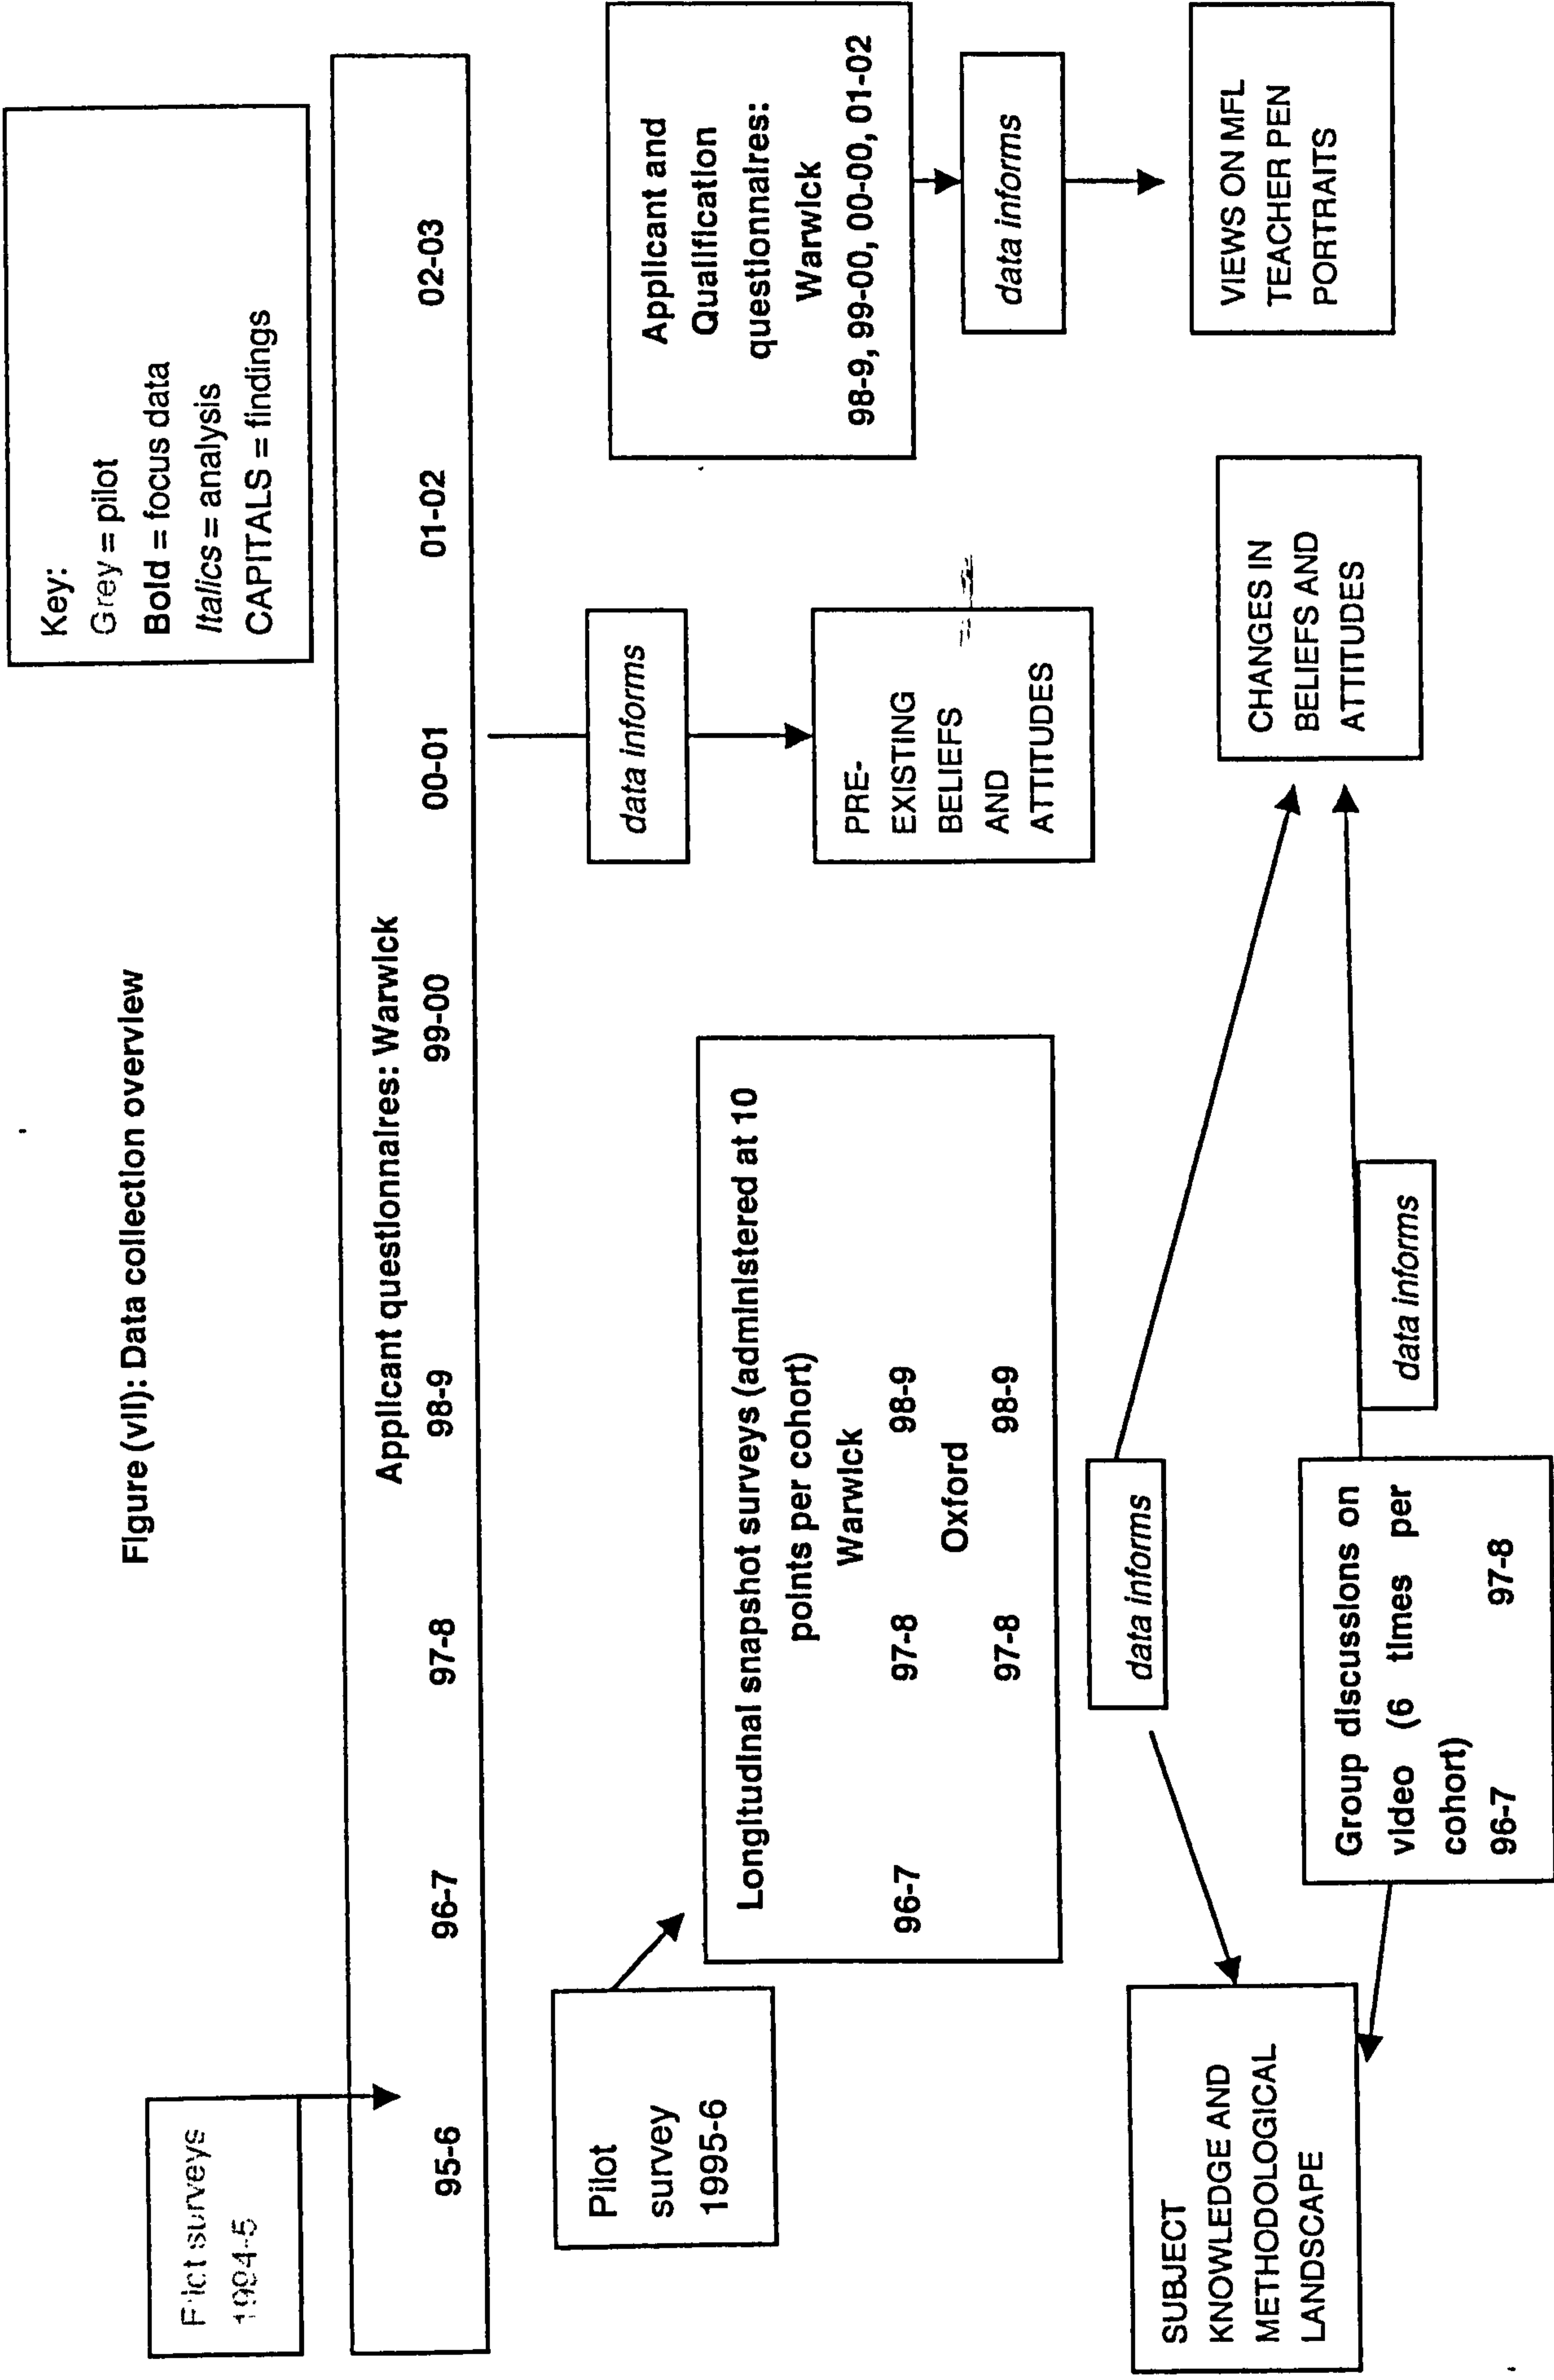 Figure (vii): Data collection overview
Key:
Grey = pilot
Bold = focus data
Italics = analysis
CAPITALS = findings
Pilot surveys
1994-5
Applicant questionnaires: Warwick
95-6 96-7 97-8 98-9 99-00 00-01 01-02 02-03
Pilot
survey
1995-6
Longitudinal snapshot surveys (administered at 10
points per cohort)
Warwick
96-7 97-8 98-9
Oxford
97-8 98-9
data informs
PRE-
EXISTING
BELIEFS
AND
ATTITUDES
Applicant and
Qualification
questionnaires:
Warwick
98-9, 99-00, 00-00, 01-02
data informs
VIEWS ON MFL
TEACHER PEN
PORTRAITS
SUBJECT
KNOWLEDGE AND
METHODOLOGICAL
LANDSCAPE
data informs
Group discussions on
video (6 times per
cohort)
96-7 97-8
data informs
CHANGES IN
BELIEFS AND
ATTITUDES